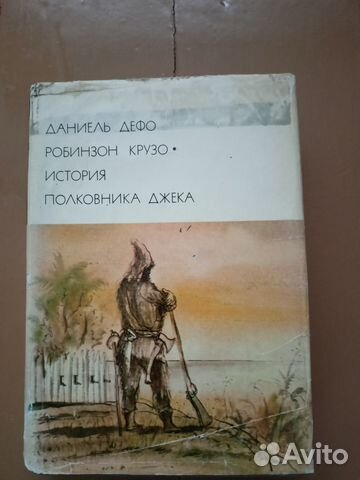 ДАНИЕЛЬ ДЕФО
РОБИНЗОН КРУЗО •
ИСТОРИЯ
ПОЛКОВНИКА ДЖЕКА
Avito